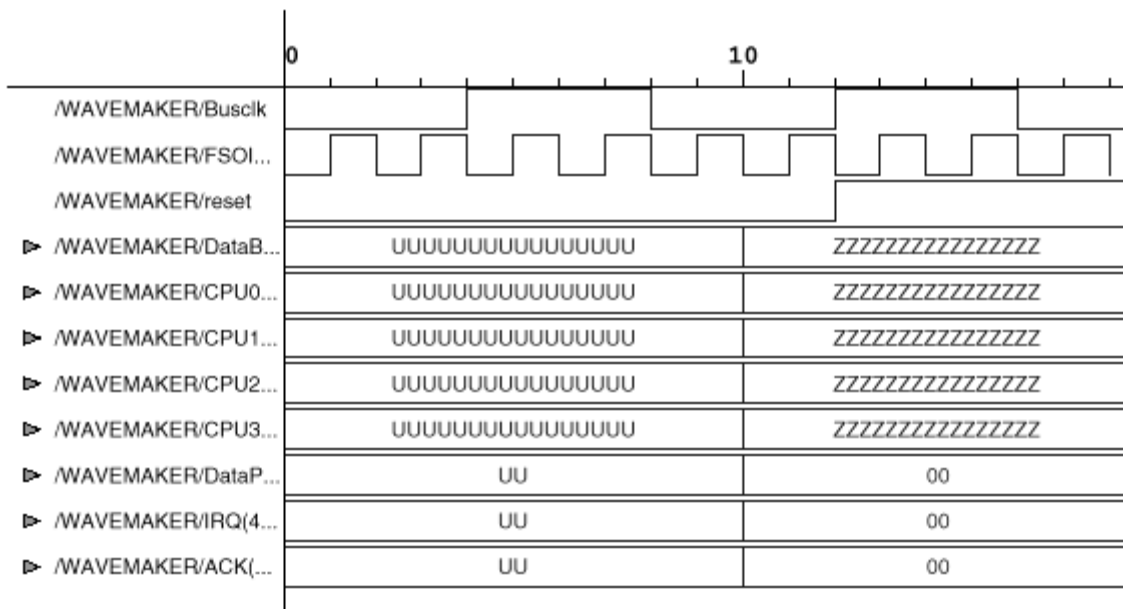 0 10
/WAVEMAKER/Busclk
/WAVEMAKER/FSOI...
/WAVEMAKER/reset
/WAVEMAKER/DataB... UUUUUUUUUUUUUUUU ZZZZZZZZZZZZZZZZ
/WAVEMAKER/CPU0... UUUUUUUUUUUUUUUU ZZZZZZZZZZZZZZZZ
/WAVEMAKER/CPU1... UUUUUUUUUUUUUUUU ZZZZZZZZZZZZZZZZ
/WAVEMAKER/CPU2... UUUUUUUUUUUUUUUU ZZZZZZZZZZZZZZZZ
/WAVEMAKER/CPU3... UUUUUUUUUUUUUUUU ZZZZZZZZZZZZZZZZ
/WAVEMAKER/DataP... UU 00
/WAVEMAKER/IRQ(4... UU 00
/WAVEMAKER/ACK(... UU 00